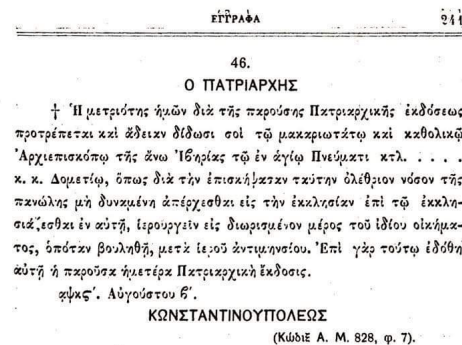 ΕΓΓΡΑΦΑ 241
46.
Ο ΠΑΤΡΙΑΡΧΗΣ
† Ἡ μετριότης ἡμῶν διὰ τῆς παρούσης Πατριαρχικῆς ἐκδόσεως
προτρέπεται καὶ ἄδειαν δίδωσι σοὶ τῷ μακαριωτάτῳ καὶ καθολικῷ
Ἀρχιεπισκόπῳ τῆς ἄνω Ἰβηρίας τῷ ἐν ἁγίῳ Πνεύματι κτλ. . . . .
κ. κ. Δομετίῳ, ὅπως διὰ τὴν ἐπισκήψασαν ταύτην ὀλέθριον νόσον τῆς
πανώλης μὴ δυναμένη ἀπέρχεσθαι εἰς τὴν ἐκκλησίαν ἐπὶ τῷ ἐκκλη-
σιάζεσθαι ἐν αὐτῇ, ἱερουργεῖν εἰς διωρισμένον μέρος τοῦ ἰδίου οἰκήμα-
τος, ὁπόταν βουληθῇ, μετὰ ἱεροῦ ἀντιμηνσίου. Ἐπὶ γὰρ τούτῳ ἐδόθη
αὐτῇ ἡ παροῦσα ἡμετέρα Πατριαρχικὴ ἔκδοσις.
αψκς΄. Αὐγούστου β΄.
ΚΩΝΣΤΑΝΤΙΝΟΥΠΟΛΕΩΣ
(Κῶδιξ Α. Μ. 828, φ. 7).